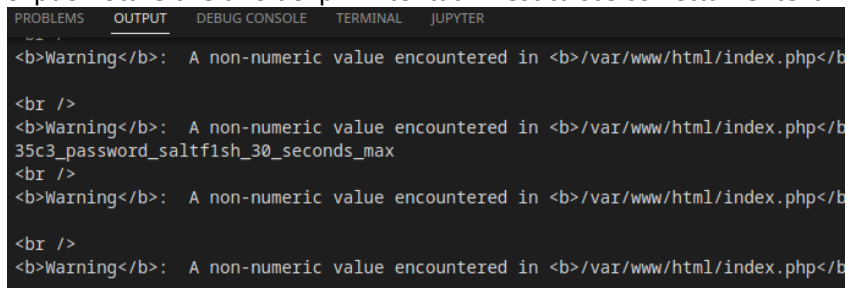 PROBLEMS OUTPUT DEBUG CONSOLE TERMINAL JUPYTER
<b>Warning</b>:  A non-numeric value encountered in <b>/var/www/html/index.php</b
<br />
<b>Warning</b>:  A non-numeric value encountered in <b>/var/www/html/index.php</b
35c3_password_saltf1sh_30_seconds_max
<br />
<b>Warning</b>:  A non-numeric value encountered in <b>/var/www/html/index.php</b
<br />
<b>Warning</b>:  A non-numeric value encountered in <b>/var/www/html/index.php</b